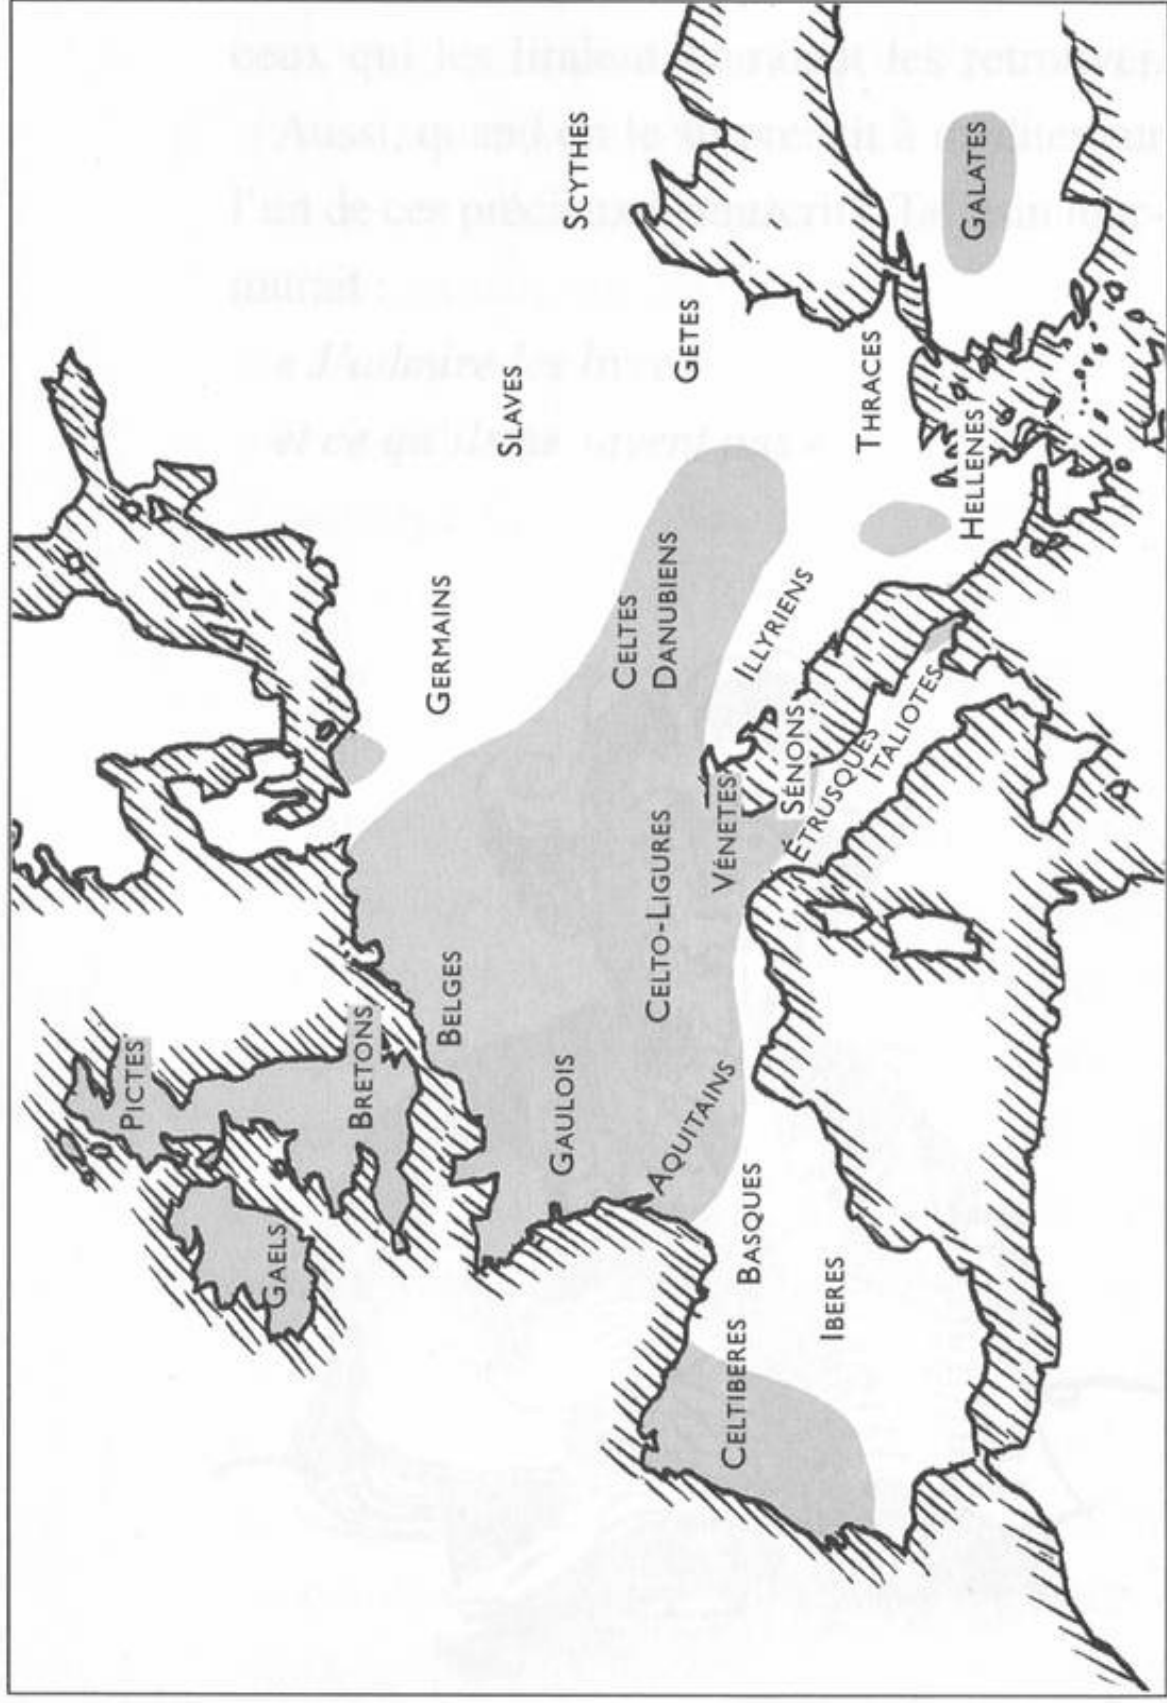 PICTES
GAELS
BRETONS
BELGES
GERMAINS
SLAVES
GAULOIS
SCYTHES
CELTES
DANUBIENS
CELTO-LIGURES
GETES
AQUITAINS
VÉNETES
CELTIBERES
BASQUES
ILLYRIENS
SÉNONS
IBERES
ÉTRUSQUES
ITALIOTES
THRACES
HELLENES
GALATES